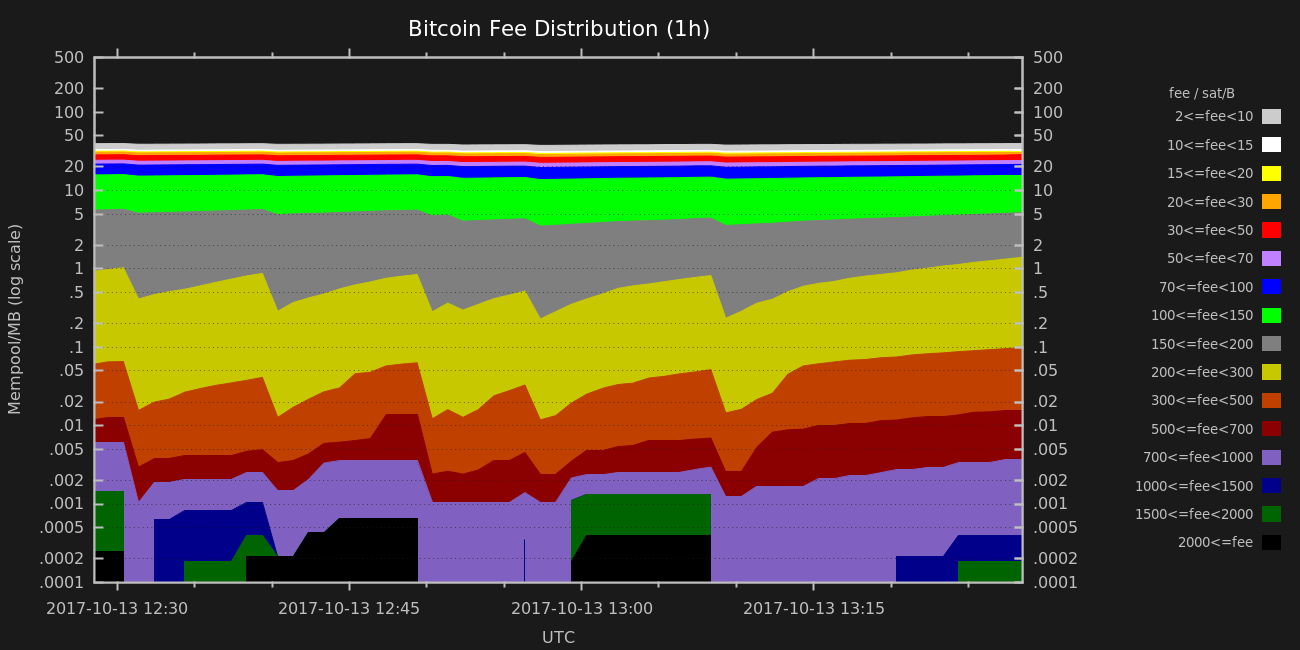 Bitcoin Fee Distribution (1h)
Mempool/MB (log scale)
500
200
100
50
20
10
5
2
1
.5
.2
.1
.05
.02
.01
.005
.002
.001
.0005
.0002
.0001
500
200
100
50
20
10
5
2
1
.5
.2
.1
.05
.02
.01
.005
.002
.001
.0005
.0002
.0001
2017-10-13 12:30 2017-10-13 12:45 2017-10-13 13:00 2017-10-13 13:15
UTC
fee / sat/B
2<=fee<10
10<=fee<15
15<=fee<20
20<=fee<30
30<=fee<50
50<=fee<70
70<=fee<100
100<=fee<150
150<=fee<200
200<=fee<300
300<=fee<500
500<=fee<700
700<=fee<1000
1000<=fee<1500
1500<=fee<2000
2000<=fee